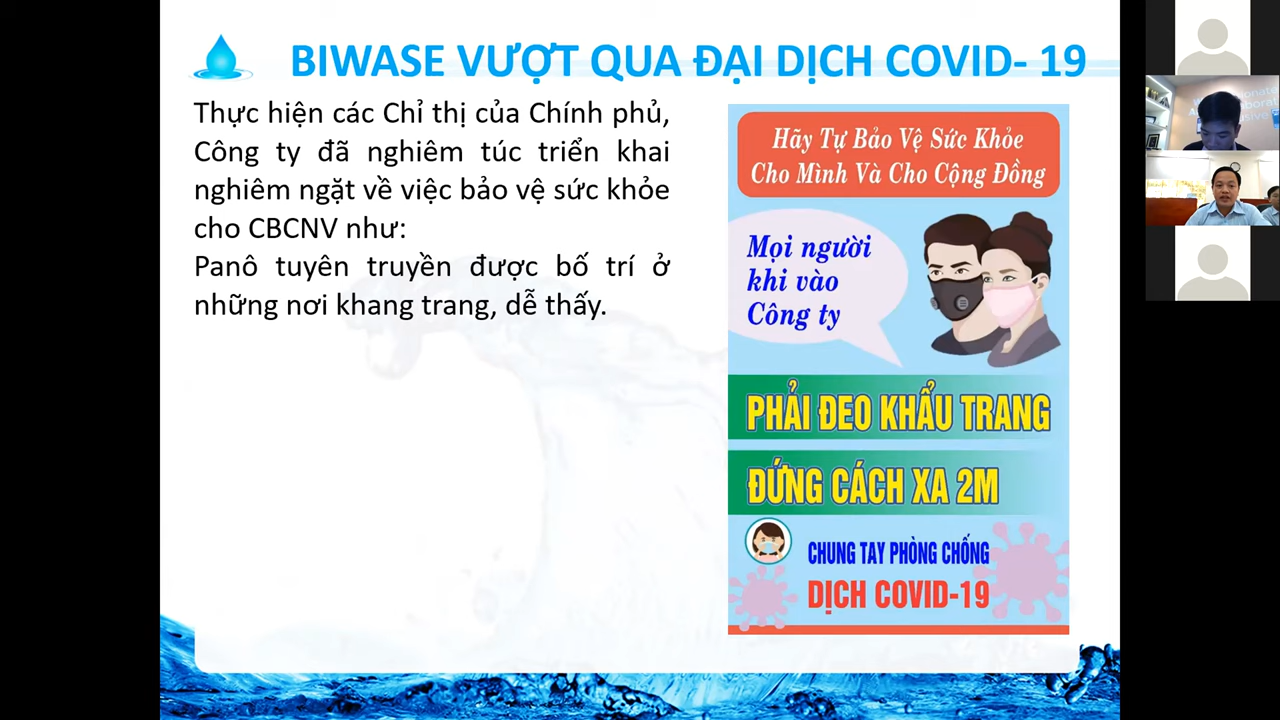 BIWASE VƯỢT QUA ĐẠI DỊCH COVID- 19
Thực hiện các Chỉ thị của Chính phủ,
Công ty đã nghiêm túc triển khai
nghiêm ngặt về việc bảo vệ sức khỏe
cho CBCNV như:
Panô tuyên truyền được bố trí ở
những nơi khang trang, dễ thấy.
Hãy Tự Bảo Vệ Sức Khỏe
Cho Mình Và Cho Cộng Đồng
Mọi người
khi vào
Công ty
PHẢI ĐEO KHẨU TRANG
ĐỨNG CÁCH XA 2M
CHUNG TAY PHÒNG CHỐNG
DỊCH COVID-19